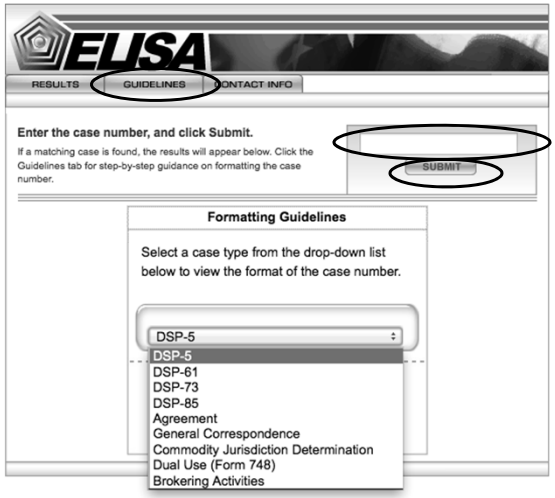 ELISA
RESULTS GUIDELINES CONTACT INFO
Enter the case number, and click Submit.
If a matching case is found, the results will appear below. Click the
Guidelines tab for step-by-step guidance on formatting the case
number.
SUBMIT
Formatting Guidelines
Select a case type from the drop-down list
below to view the format of the case number.
DSP-5
DSP-5
DSP-61
DSP-73
DSP-85
Agreement
General Correspondence
Commodity Jurisdiction Determination
Dual Use (Form 748)
Brokering Activities